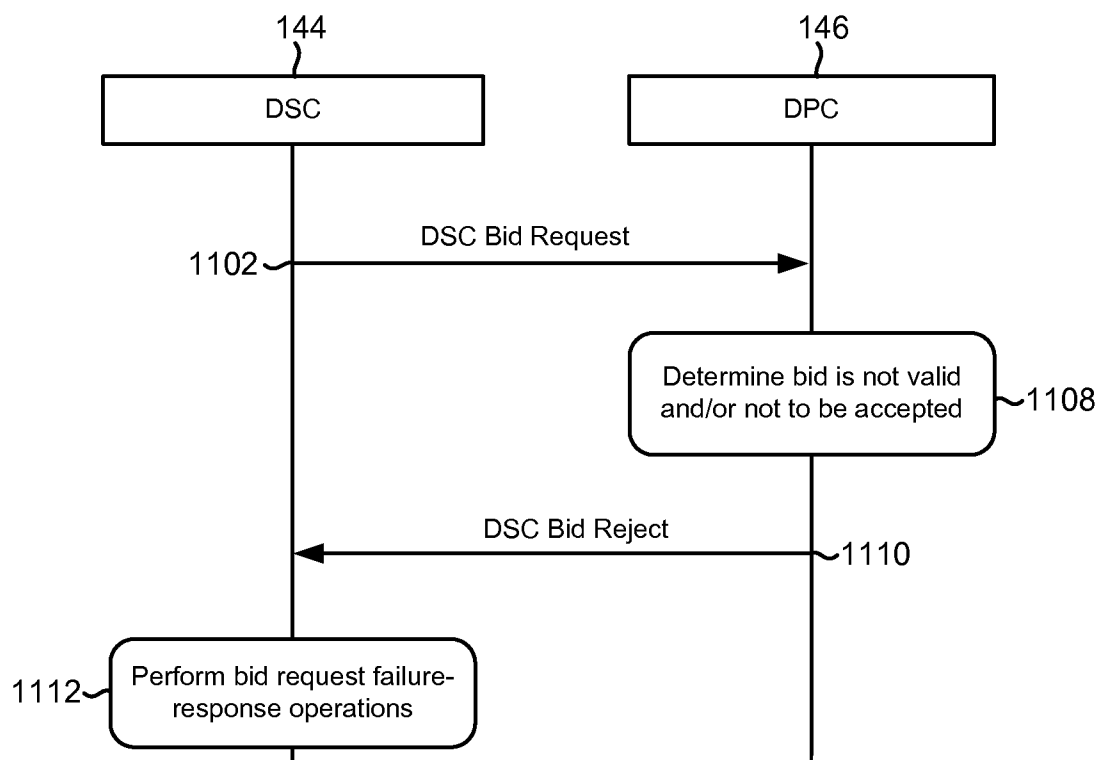 144
146
DSC
DPC
DSC Bid Request
1102
Determine bid is not valid
and/or not to be accepted
1108
DSC Bid Reject
1110
Perform bid request failure-
response operations
1112